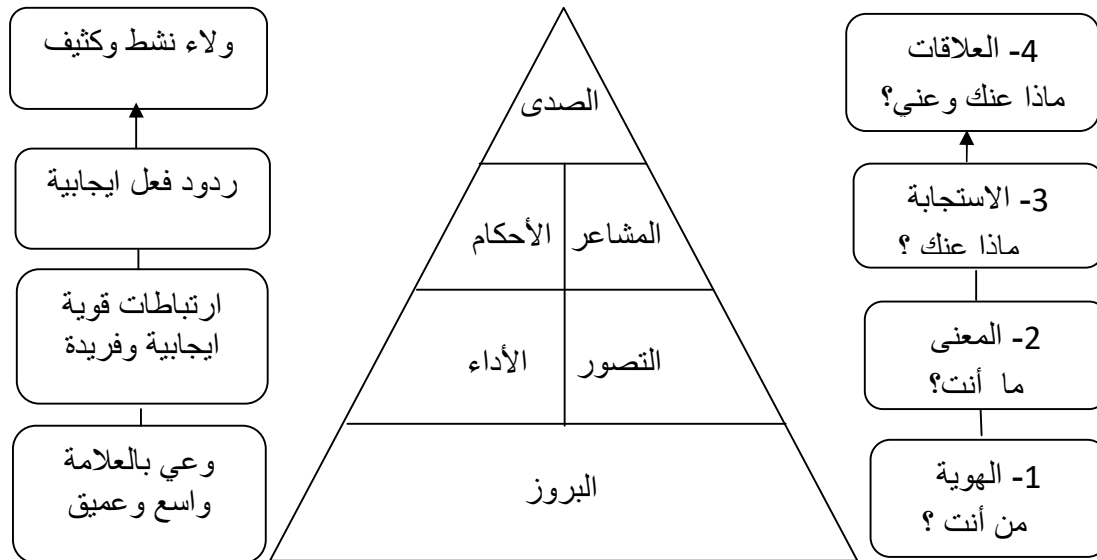 4- العلاقات
ماذا عنك وعني؟
3- الاستجابة
ماذا عنك ؟
2- المعنى
ما أنت؟
1- الهوية
من أنت ؟
الصدى
المشاعر
الأحكام
التصور
الأداء
البروز
ولاء نشط وكثيف
ردود فعل ايجابية
ارتباطات قوية
ايجابية وفريدة
وعي بالعلامة
واسع وعميق